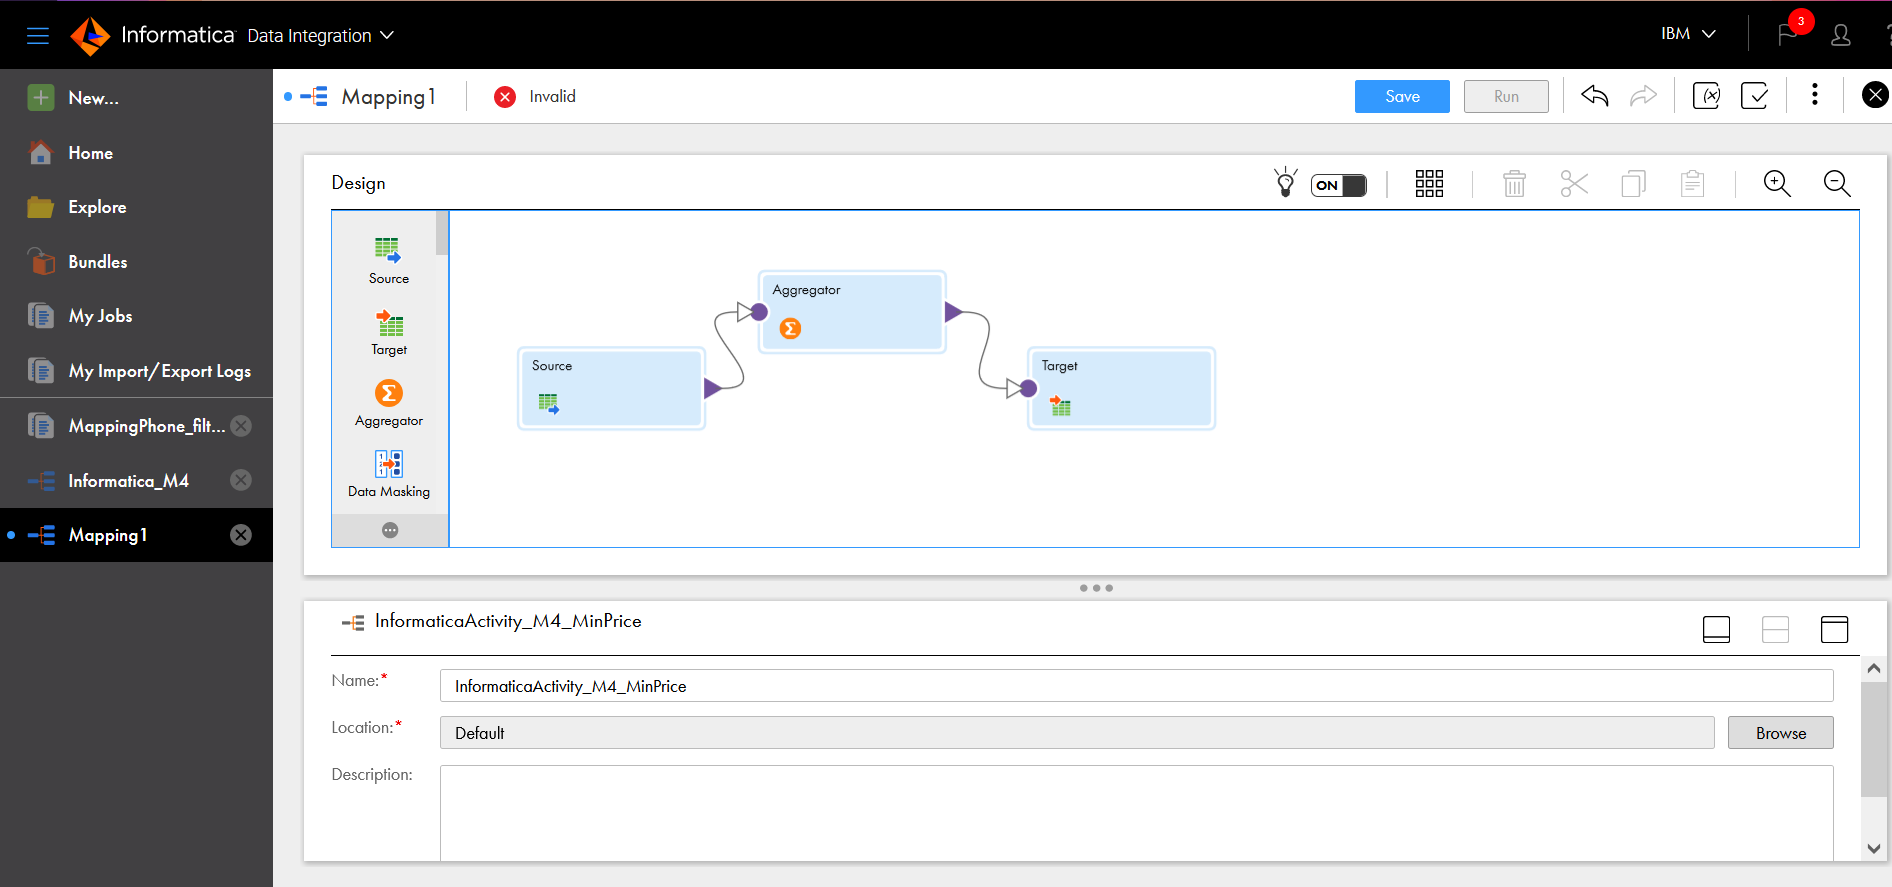 Informatica Data Integration
IBM
3
New...
Home
Explore
Bundles
My Jobs
My Import/Export Logs
MappingPhone_filt...
Informatica_M4
Mapping1
Mapping1
Invalid
Save
Run
Design
ON
Source
Target
Aggregator
Data Masking
Source
Aggregator
Target
InformaticaActivity_M4_MinPrice
Name:*
InformaticaActivity_M4_MinPrice
Location:*
Default
Browse
Description: